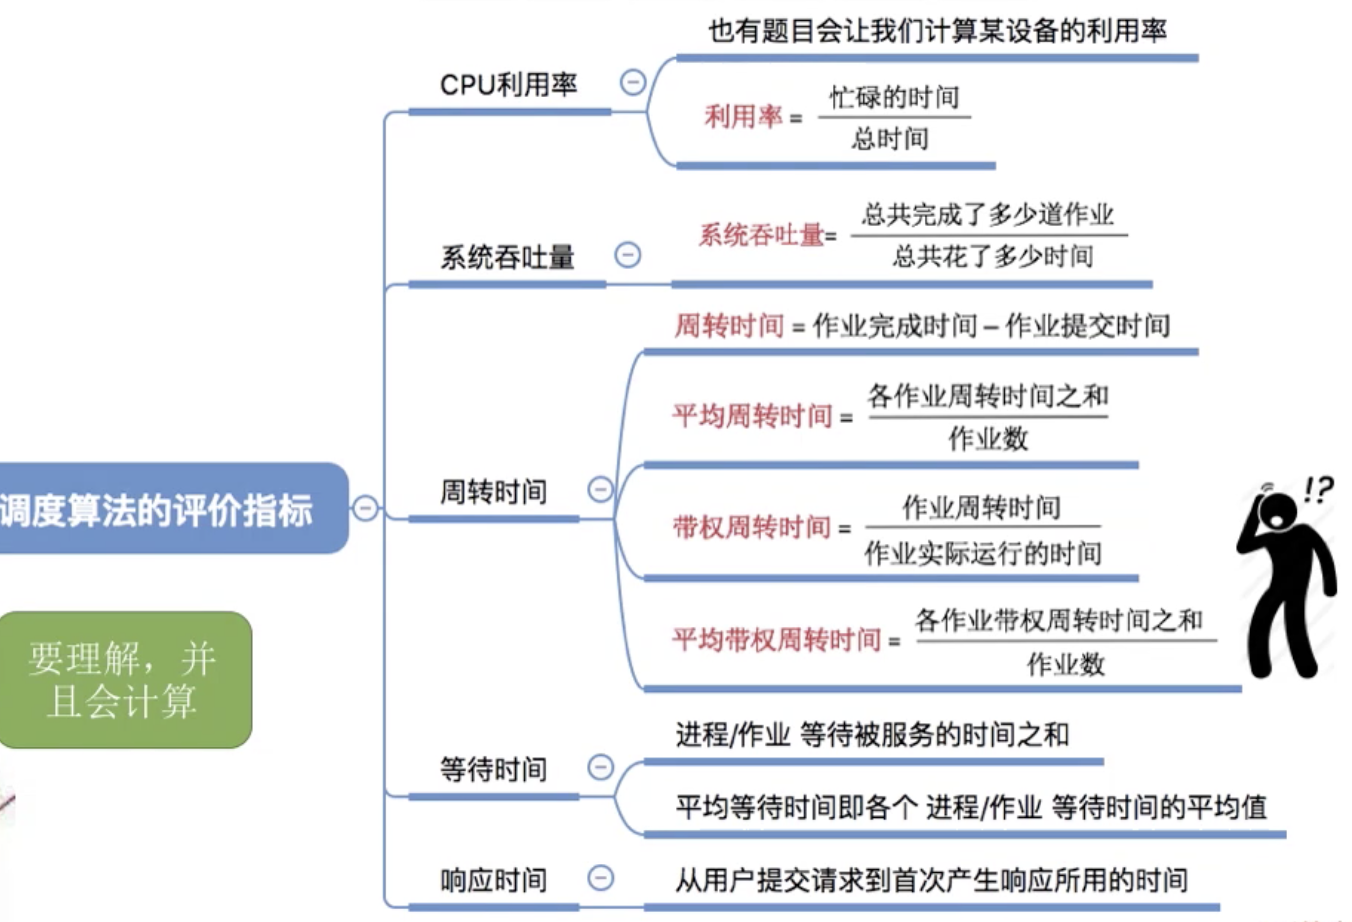 也有题目会让我们计算某设备的利用率
CPU利用率
利用率 = 忙碌的时间
总时间
系统吞吐量
系统吞吐量= 总共完成了多少道作业
总共花了多少时间
周转时间 = 作业完成时间 – 作业提交时间
平均周转时间 = 各作业周转时间之和
作业数
周转时间
带权周转时间 = 作业周转时间
作业实际运行的时间
平均带权周转时间 = 各作业带权周转时间之和
作业数
调度算法的评价指标
!?
要理解，并
且会计算
等待时间
进程/作业 等待被服务的时间之和
平均等待时间即各个 进程/作业 等待时间的平均值
响应时间
从用户提交请求到首次产生响应所用的时间